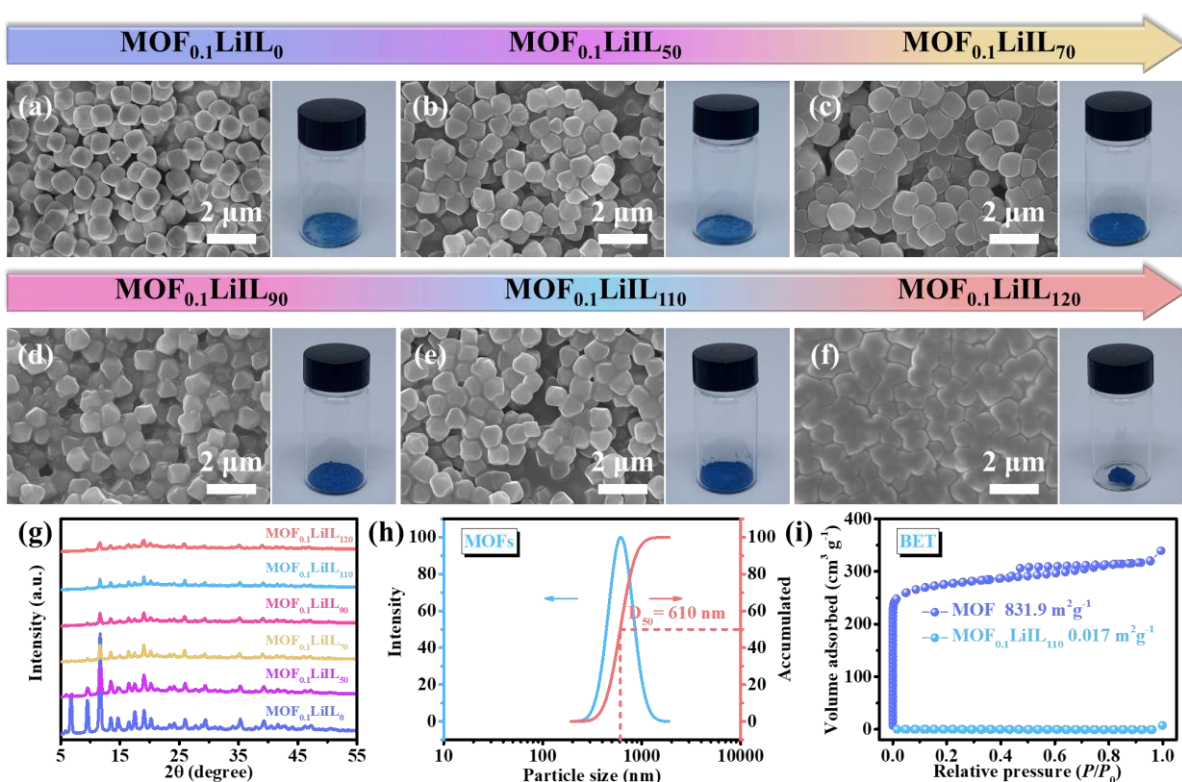 MOF0.1LiIL0 MOF0.1LiIL50 MOF0.1LiIL70
(a) 2 μm (b) 2 μm (c) 2 μm
MOF0.1LiIL90 MOF0.1LiIL110 MOF0.1LiIL120
(d) 2 μm (e) 2 μm (f) 2 μm
(g)
Intensity (a.u.)
MOF0.1LiIL120
MOF0.1LiIL110
MOF0.1LiIL90
MOF0.1LiIL70
MOF0.1LiIL50
MOF0.1LiIL0
5 15 25 35 45 55
2Θ (degree)
(h)
MOFs
Intensity
100
80
60
40
20
0
D50 = 610 nm
100
80
60
40
20
0
Accumulated
10 100 1000 10000
Particle size (nm)
(i)
BET
Volume adsorbed (cm3 g-1)
400
300
200
100
0
MOF 831.9 m2g-1
MOF0.1LiIL110 0.017 m2g-1
0.0 0.2 0.4 0.6 0.8 1.0
Relative pressure (P/P0)